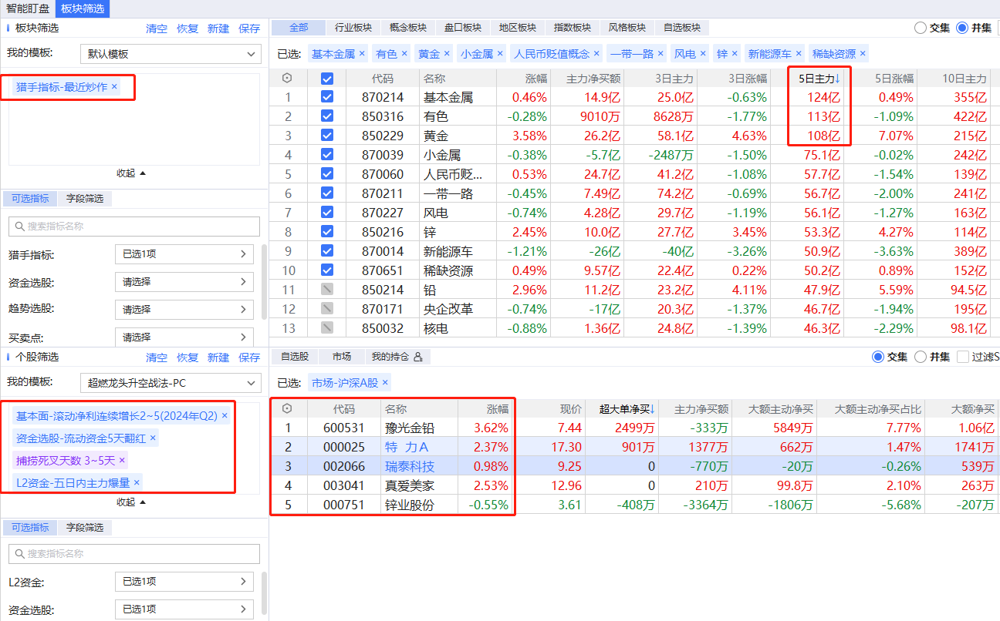 智能盯盘 板块筛选
板块筛选 清空 恢复 新建 保存
我的模板: 默认模板
猎手指标-最近炒作 ×
收起
可选指标 字段筛选
搜索指标名称
猎手指标: 已选1项
资金选股: 请选择
趋势选股: 请选择
买卖点: 请选择
全部 行业板块 概念板块 盘口板块 地区板块 指数板块 风格板块 自选板块 交集 并集
已选: 基本金属 × 有色 × 黄金 × 小金属 × 人民币贬值概念 × 一带一路 × 风电 × 锌 × 新能源车 × 稀缺资源 ×
代码 名称 涨幅 主力净买额 3日主力 3日涨幅 5日主力↓ 5日涨幅 10日主力
1 870214 基本金属 0.46% 14.9亿 25.0亿 -0.63% 124亿 0.49% 355亿
2 850316 有色 -0.28% 9010万 8628万 -1.77% 113亿 -1.09% 422亿
3 850229 黄金 3.58% 26.2亿 58.1亿 4.63% 108亿 7.07% 215亿
4 870039 小金属 -0.38% -5.7亿 -2487万 -1.50% 75.1亿 -0.02% 242亿
5 870060 人民币贬... 0.53% 24.7亿 41.2亿 -1.08% 57.7亿 -1.54% 139亿
6 870211 一带一路 -0.45% 7.49亿 74.2亿 -0.69% 56.7亿 -2.00% 241亿
7 870227 风电 -0.74% 4.28亿 29.7亿 -1.19% 56.1亿 -1.27% 163亿
8 850216 锌 2.45% 10.0亿 27.7亿 3.45% 53.3亿 4.27% 114亿
9 870014 新能源车 -1.21% -26亿 -40亿 -3.26% 50.9亿 -3.63% 389亿
10 870651 稀缺资源 0.49% 9.57亿 22.4亿 0.22% 50.2亿 0.89% 152亿
11 850214 铅 2.96% 11.2亿 23.2亿 4.11% 47.9亿 5.59% 94.5亿
12 870171 央企改革 -0.74% -17亿 20.3亿 -1.37% 46.7亿 -1.94% 195亿
13 850032 核电 -0.88% 1.36亿 24.8亿 -1.39% 46.3亿 -2.29% 98.1亿
个股筛选 清空 恢复 新建 保存
我的模板: 超燃龙头升空战法-PC
基本面-滚动净利连续增长2~5(2024年Q2) ×
资金选股-流动资金5天翻红 ×
捕捞死叉天数 3~5天 ×
L2资金-五日内主力爆量 ×
收起
可选指标 字段筛选
搜索指标名称
L2资金: 已选1项
资金选股: 已选1项
自选股 市场 我的持仓 交集 并集 过滤S
已选: 市场-沪深A股 ×
代码 名称 涨幅 现价 超大单净买↓ 主力净买额 大额主动净买 大额主动净买占比 大额净买
1 600531 豫光金铅 3.62% 7.44 2499万 -333万 5849万 7.77% 1.06亿
2 000025 特 力A 2.37% 17.30 901万 1377万 662万 1.47% 1741万
3 002066 瑞泰科技 0.98% 9.25 0 -770万 -20万 -0.26% 539万
4 003041 真爱美家 2.53% 12.96 0 210万 99.8万 2.10% 263万
5 000751 锌业股份 -0.55% 3.61 -408万 -3364万 -1806万 -5.68% -207万